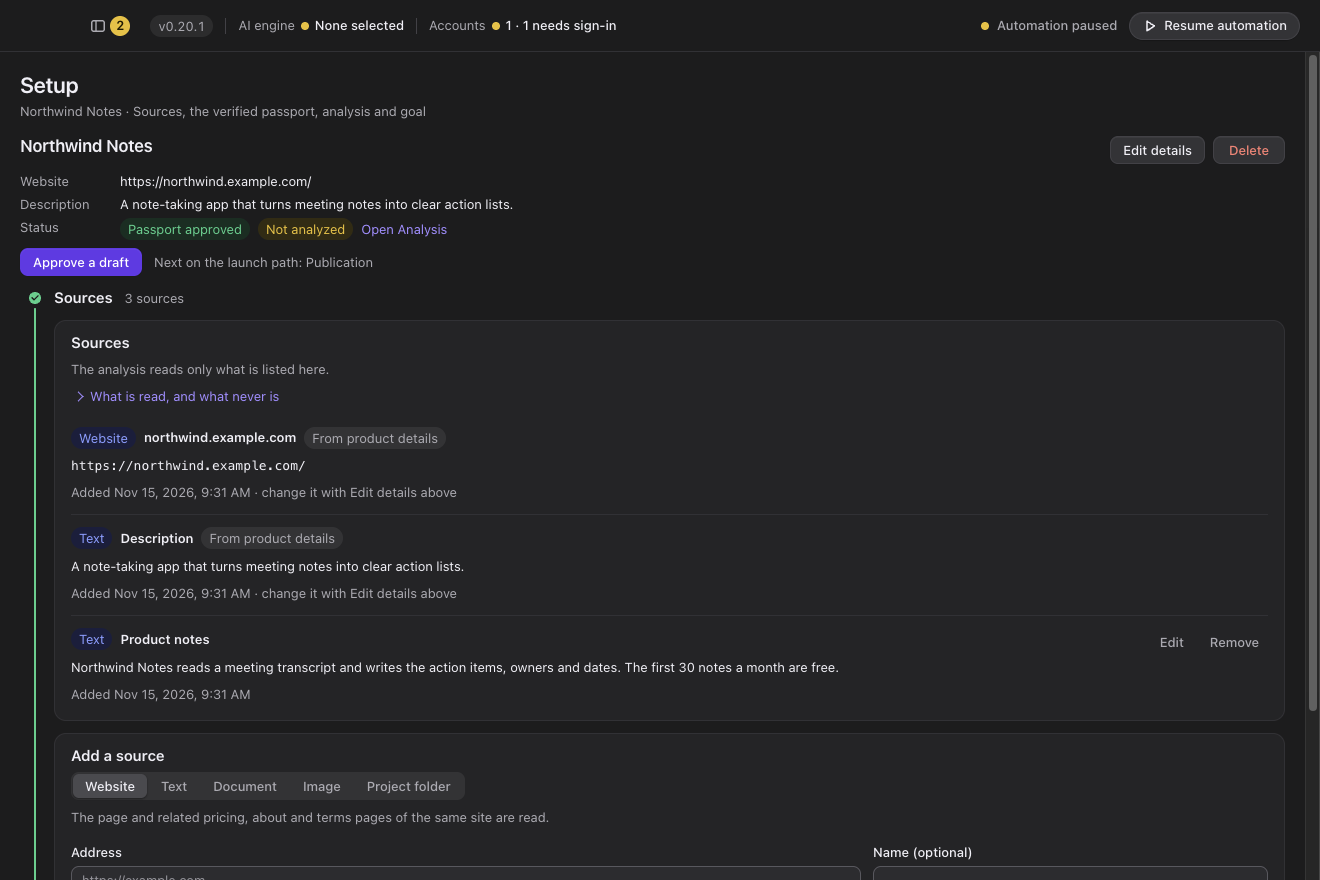 2 v0.20.1 AI engine None selected Accounts 1 · 1 needs sign-in Automation paused Resume automation
Setup
Northwind Notes · Sources, the verified passport, analysis and goal
Northwind Notes Edit details Delete
Website https://northwind.example.com/
Description A note-taking app that turns meeting notes into clear action lists.
Status Passport approved Not analyzed Open Analysis
Approve a draft Next on the launch path: Publication
Sources 3 sources
Sources
The analysis reads only what is listed here.
What is read, and what never is
Website northwind.example.com From product details
https://northwind.example.com/
Added Nov 15, 2026, 9:31 AM · change it with Edit details above
Text Description From product details
A note-taking app that turns meeting notes into clear action lists.
Added Nov 15, 2026, 9:31 AM · change it with Edit details above
Text Product notes Edit Remove
Northwind Notes reads a meeting transcript and writes the action items, owners and dates. The first 30 notes a month are free.
Added Nov 15, 2026, 9:31 AM
Add a source
Website Text Document Image Project folder
The page and related pricing, about and terms pages of the same site are read.
Address Name (optional)
https://example.com